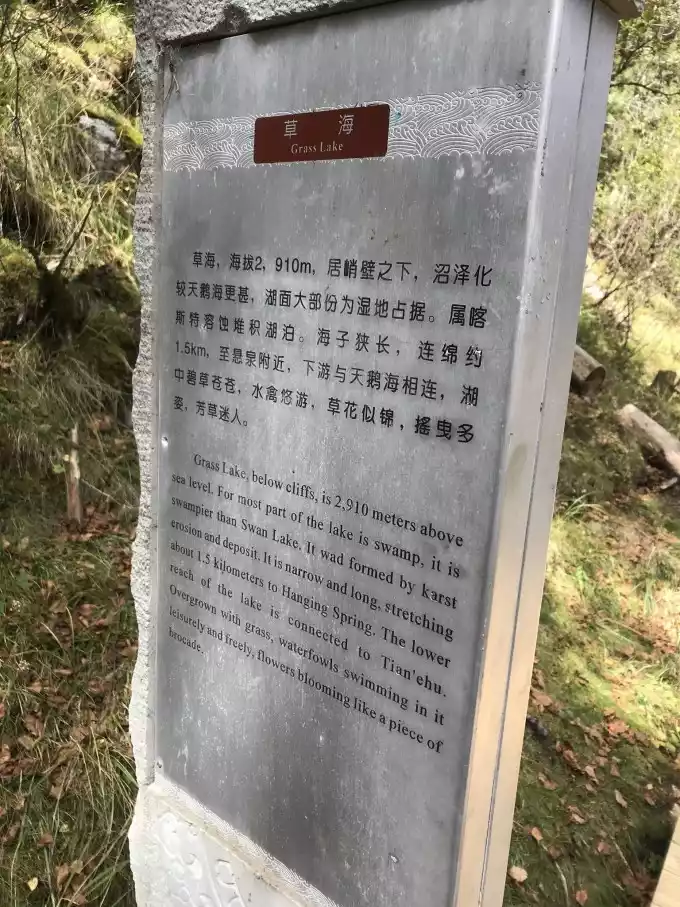 草 海
Grass Lake
草海，海拔2，910m，居峭壁之下，沼泽化
较天鹅海更甚，湖面大部份为湿地占据。属喀
斯特溶蚀堆积湖泊。海子狭长，连绵约
1.5km，至悬泉附近，下游与天鹅海相连，湖
中碧草苍苍，水禽悠游，草花似锦，摇曳多
姿，芳草迷人。
Grass Lake, below cliffs, is 2,910 meters above
sea level. For most part of the lake is swamp, it is
swampier than Swan Lake. It wad formed by karst
erosion and deposit. It is narrow and long, stretching
about 1.5 kilometers to Hanging Spring. The lower
reach of the lake is connected to Tian'ehu.
Overgrown with grass, waterfowls swimming in it
leisurely and freely, flowers blooming like a piece of
brocade.